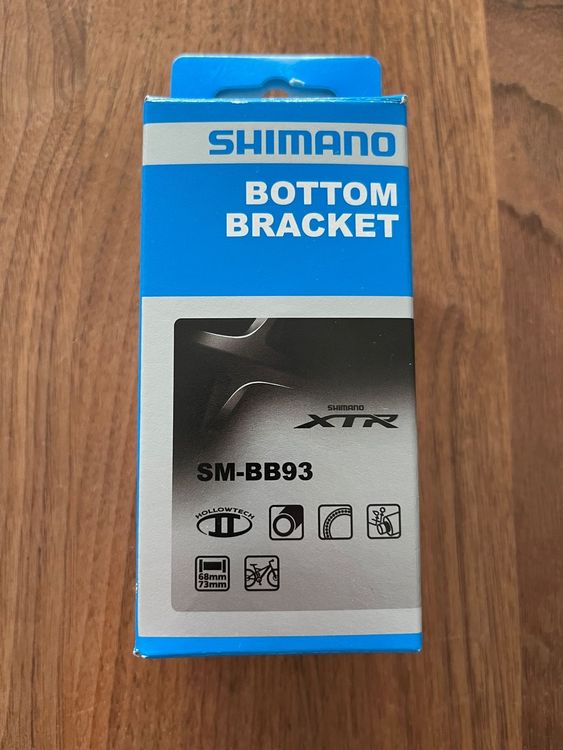 SHIMANO
BOTTOM
BRACKET
SHIMANO
XTR
SM-BB93
HOLLOWTECH
II
68mm
73mm